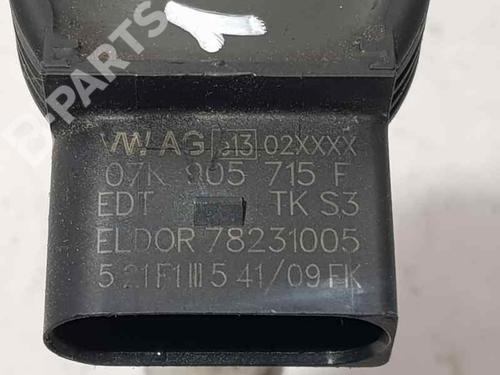 B-PARTS
VW AG e13 02XXXX
07K 905 715 F
EDT TK S3
ELDOR 78231005
5 21F1 III 5 41/09 FK